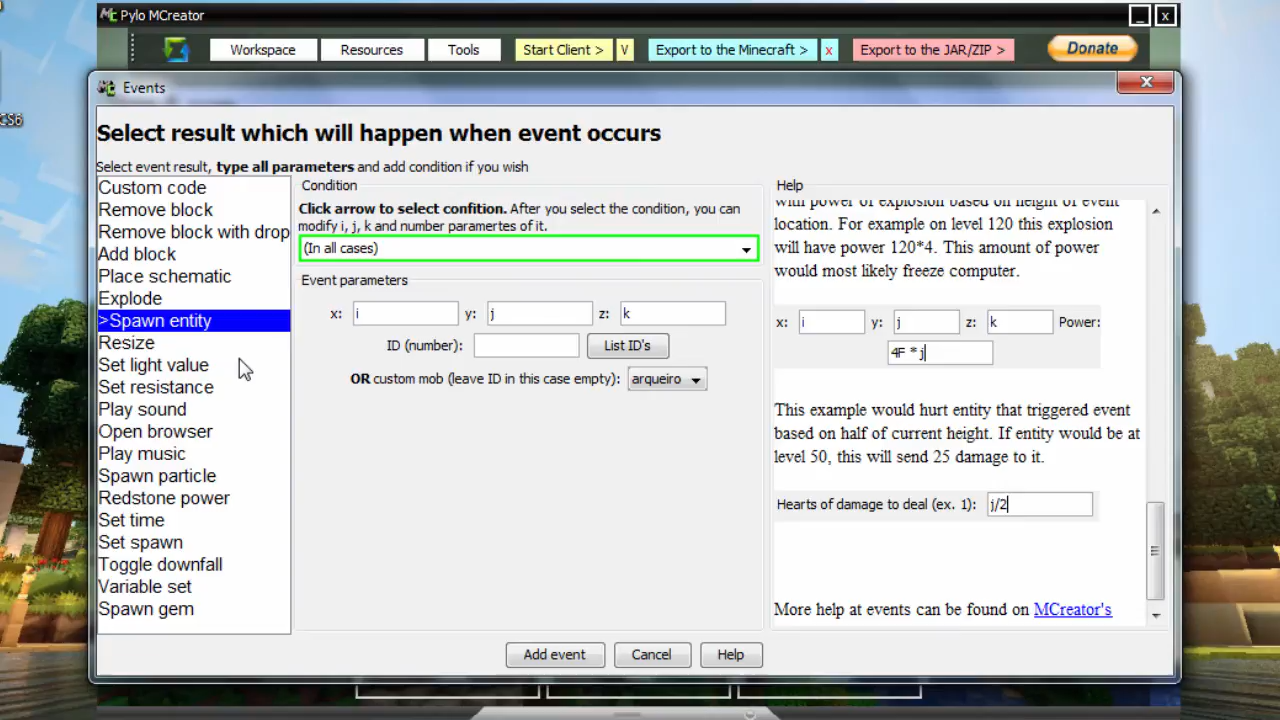 Pylo MCreator
_ x
Workspace Resources Tools Start Client > V Export to the Minecraft > x Export to the JAR/ZIP > Donate
Events
CS6
Select result which will happen when event occurs
Select event result, type all parameters and add condition if you wish
Custom code
Remove block
Remove block with drop
Add block
Place schematic
Explode
>Spawn entity
Resize
Set light value
Set resistance
Play sound
Open browser
Play music
Spawn particle
Redstone power
Set time
Set spawn
Toggle downfall
Variable set
Spawn gem
Condition
Click arrow to select confition. After you select the condition, you can
modify i, j, k and number paramertes of it.
(In all cases)
Event parameters
x: i y: j z: k
ID (number): List ID's
OR custom mob (leave ID in this case empty): arqueiro
Help
with power of explosion based on height of event
location. For example on level 120 this explosion
will have power 120*4. This amount of power
would most likely freeze computer.
x: i y: j z: k Power:
4F *j
This example would hurt entity that triggered event
based on half of current height. If entity would be at
level 50, this will send 25 damage to it.
Hearts of damage to deal (ex. 1): j/2
More help at events can be found on MCreator's
Add event Cancel Help